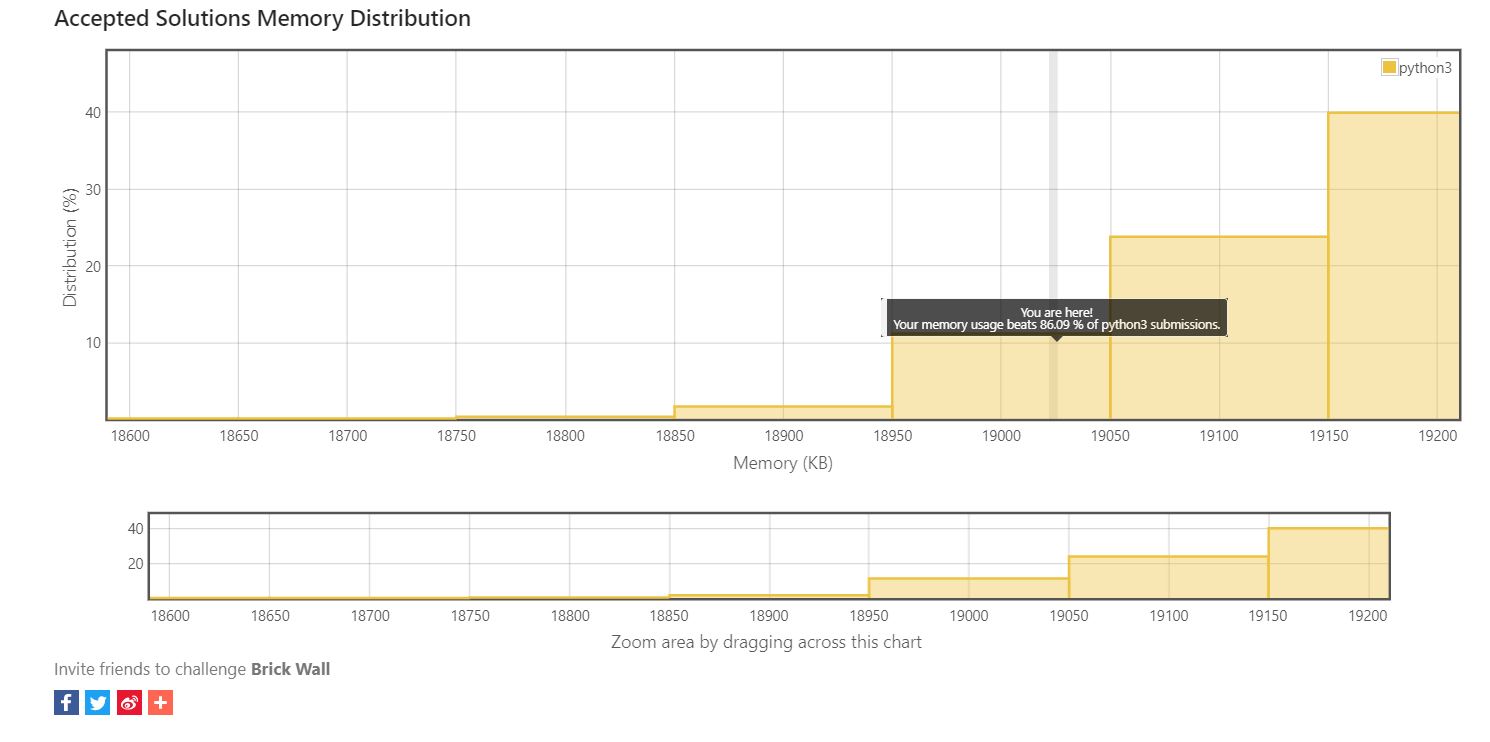 Accepted Solutions Memory Distribution
python3
40
30
20
10
Distribution (%)
You are here!
Your memory usage beats 86.09 % of python3 submissions.
18600 18650 18700 18750 18800 18850 18900 18950 19000 19050 19100 19150 19200
Memory (KB)
40
20
18600 18650 18700 18750 18800 18850 18900 18950 19000 19050 19100 19150 19200
Zoom area by dragging across this chart
Invite friends to challenge Brick Wall